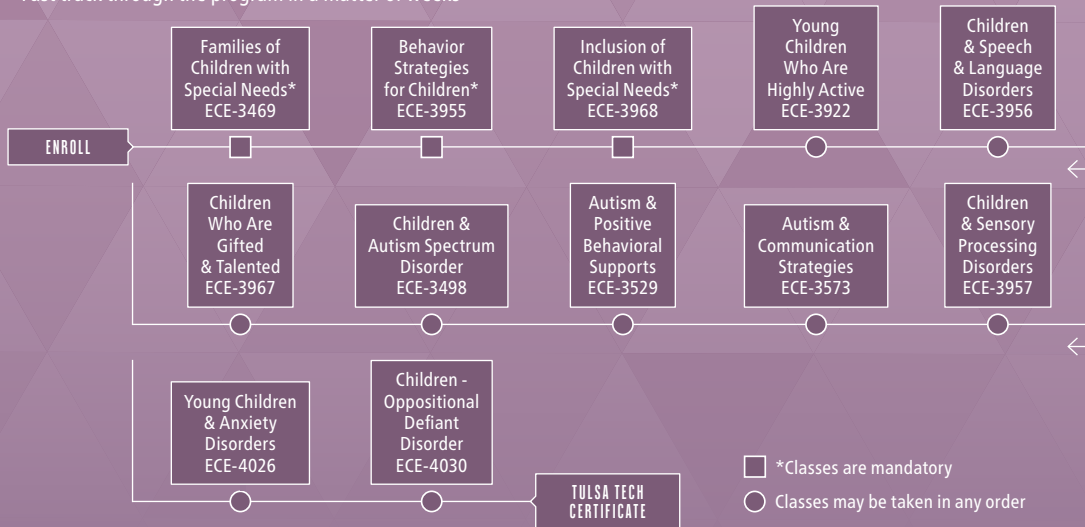 Fast track through the program in a matter of weeks
Families of
Children with
Special Needs*
ECE-3469
Behavior
Strategies
for Children*
ECE-3955
Inclusion of
Children with
Special Needs*
ECE-3968
Young
Children
Who Are
Highly Active
ECE-3922
Children
& Speech
& Language
Disorders
ECE-3956
ENROLL
Children
Who Are
Gifted
& Talented
ECE-3967
Children &
Autism Spectrum
Disorder
ECE-3498
Autism &
Positive
Behavioral
Supports
ECE-3529
Autism &
Communication
Strategies
ECE-3573
Children
& Sensory
Processing
Disorders
ECE-3957
Young Children
& Anxiety
Disorders
ECE-4026
Children -
Oppositional
Defiant
Disorder
ECE-4030
TULSA TECH
CERTIFICATE
*Classes are mandatory
Classes may be taken in any order